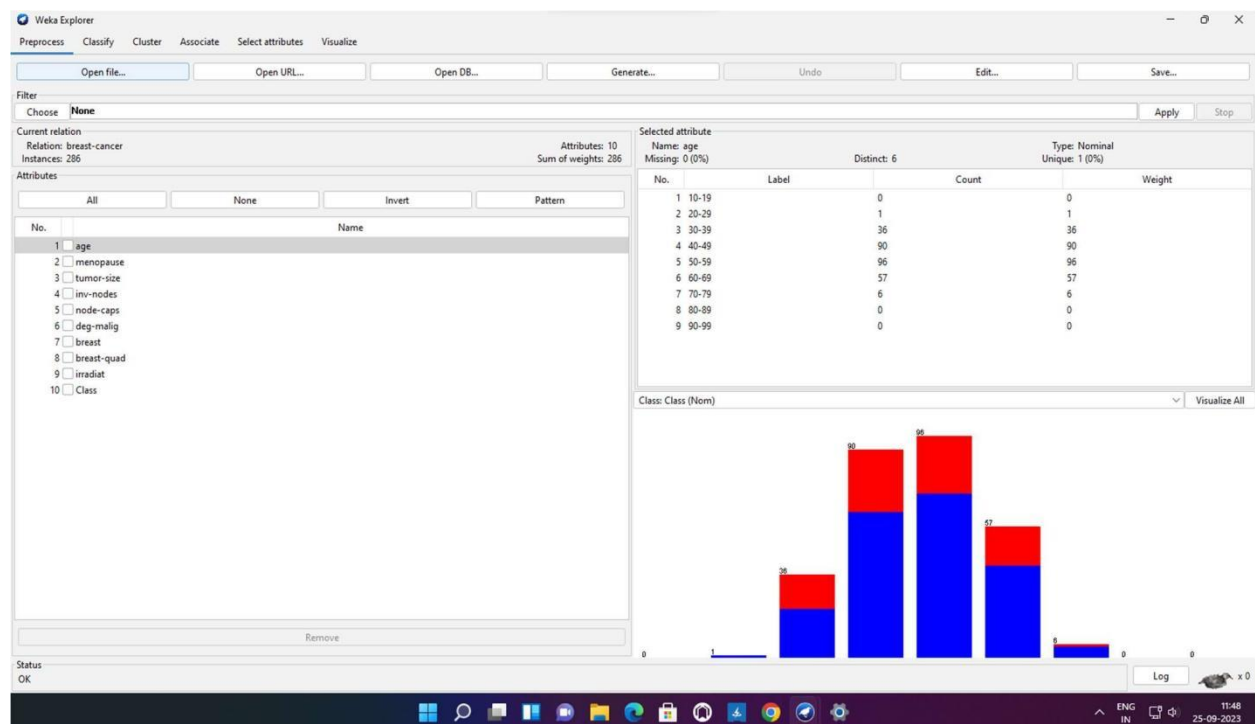 Weka Explorer
Preprocess Classify Cluster Associate Select attributes Visualize
Open file... Open URL... Open DB... Generate... Undo Edit... Save...
Filter
Choose None Apply Stop
Current relation
Relation: breast-cancer Attributes: 10
Instances: 286 Sum of weights: 286
Selected attribute
Name: age Type: Nominal
Missing: 0 (0%) Distinct: 6 Unique: 1 (0%)
Attributes
All None Invert Pattern
No. Name
1 age
2 menopause
3 tumor-size
4 inv-nodes
5 node-caps
6 deg-malig
7 breast
8 breast-quad
9 irradiat
10 Class
Remove
No. Label Count Weight
1 10-19 0 0
2 20-29 1 1
3 30-39 36 36
4 40-49 90 90
5 50-59 96 96
6 60-69 57 57
7 70-79 6 6
8 80-89 0 0
9 90-99 0 0
Class: Class (Nom) Visualize All
0 1 36 90 96 57 6 0 0
Status
OK Log x 0
ENG 11:48
IN 25-09-2023